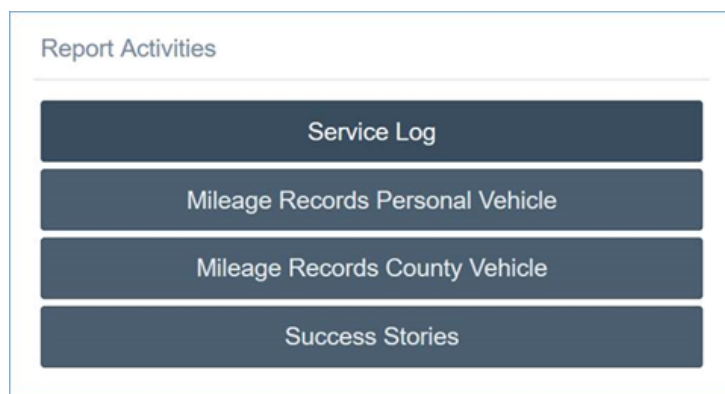 Report Activities
Service Log
Mileage Records Personal Vehicle
Mileage Records County Vehicle
Success Stories